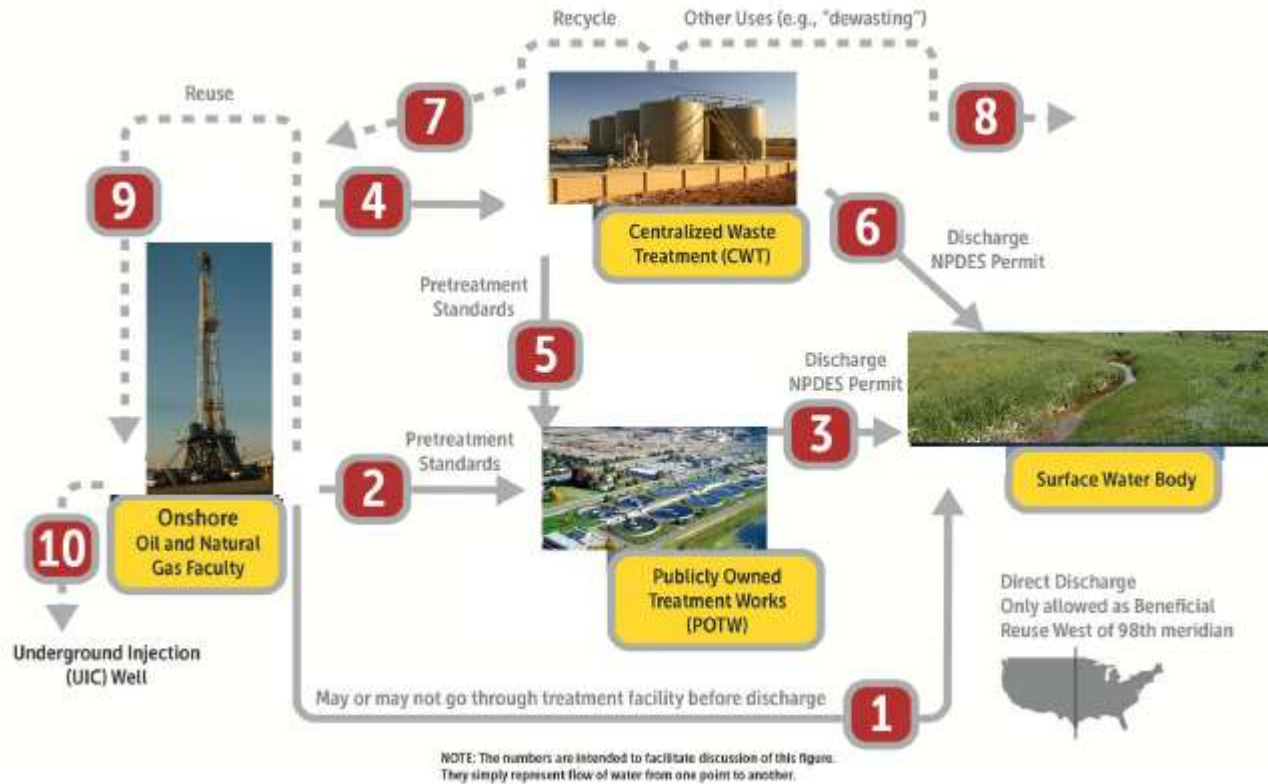 Recycle
Other Uses (e.g., "dewasting")
Reuse
7
8
9
4
6
Centralized Waste
Treatment (CWT)
Discharge
NPDES Permit
Pretreatment
Standards
5
Discharge
NPDES Permit
3
Pretreatment
Standards
2
Surface Water Body
10
Onshore
Oil and Natural
Gas Faculty
Publicly Owned
Treatment Works
(POTW)
Direct Discharge
Only allowed as Beneficial
Reuse West of 98th meridian
Underground Injection
(UIC) Well
May or may not go through treatment facility before discharge
1
NOTE: The numbers are intended to facilitate discussion of this figure.
They simply represent flow of water from one point to another.